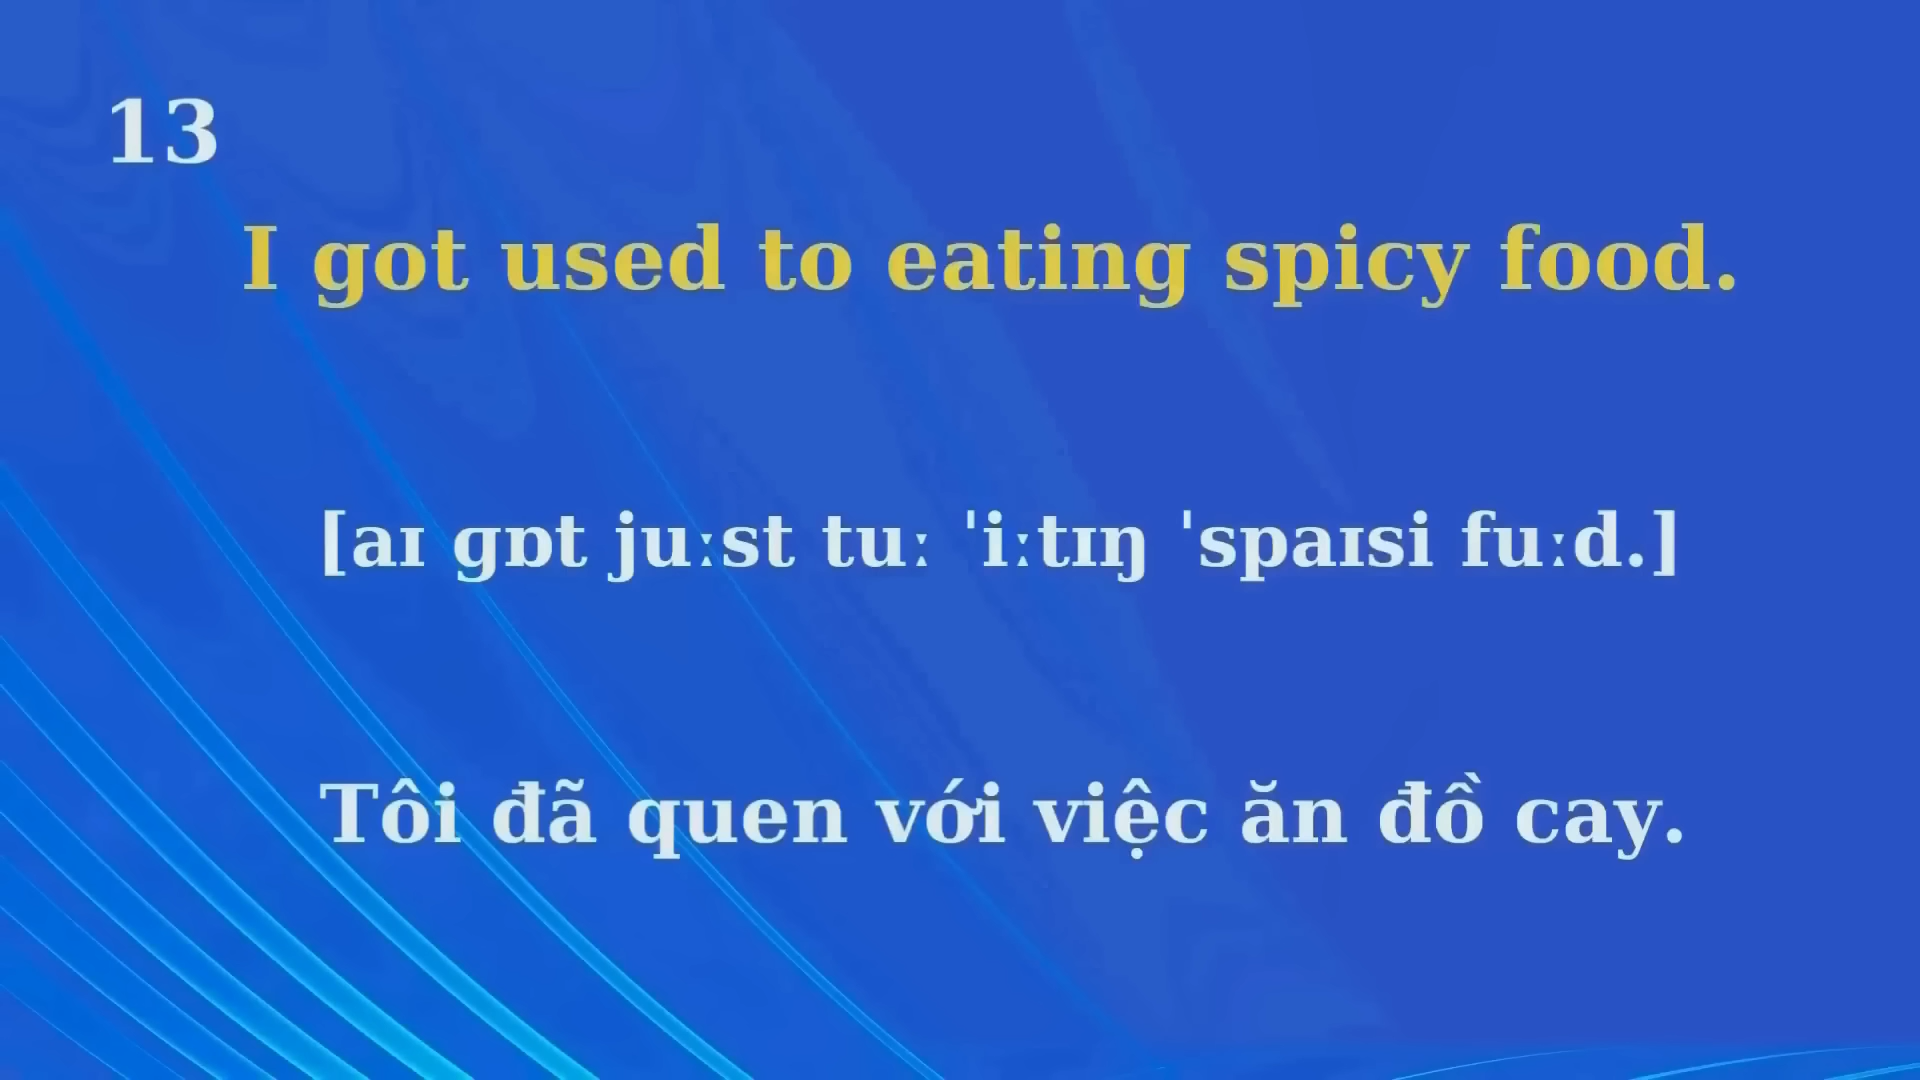 13
I got used to eating spicy food.
[aɪ ɡɒt juːst tuː ˈiːtɪŋ ˈspaɪsi fuːd.]
Tôi đã quen với việc ăn đồ cay.